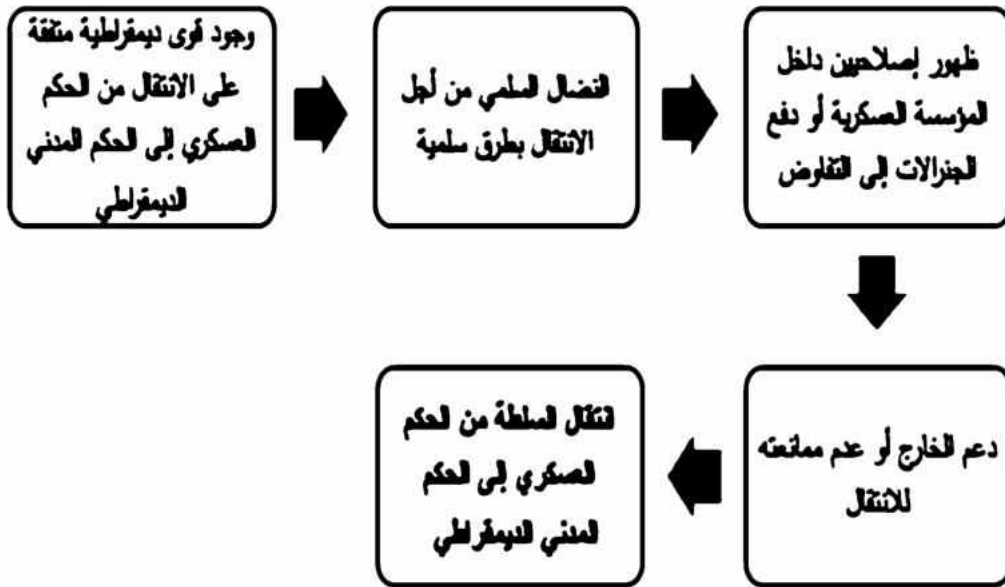 وجود قوى ديمقراطية متفقة
على الانتقال من الحكم
العسكري إلى الحكم المدني
الديمقراطي
النضال السلمي من أجل
الانتقال بطرق سلمية
ظهور إصلاحيين داخل
المؤسسة العسكرية أو دفع
الجنرالات إلى التفاوض
دعم الخارج أو عدم ممانعته
للانتقال
انتقال السلطة من الحكم
العسكري إلى الحكم
المدني الديمقراطي